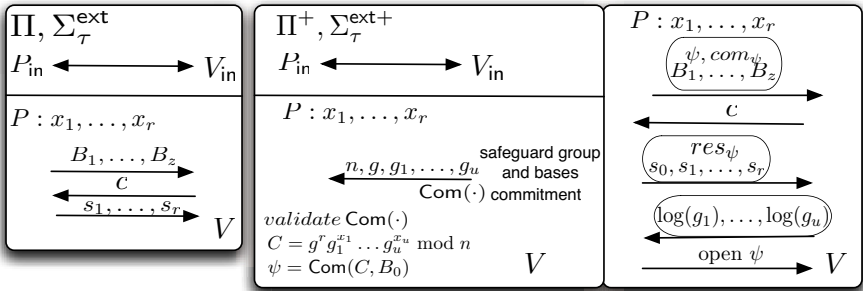 Π, Σ_τ^ext
P_in V_in
P : x_1, …, x_r
B_1, …, B_z
c
s_1, …, s_r
V
Π^+, Σ_τ^ext+
P_in V_in
P : x_1, …, x_r
n, g, g_1, …, g_u
Com(·)
safeguard group
and bases
commitment
validate Com(·)
C = g^r g_1^{x_1} … g_u^{x_u} mod n
ψ = Com(C, B_0)
V
P : x_1, …, x_r
ψ, com_ψ
B_1, …, B_z
c
res_ψ
s_0, s_1, …, s_r
log(g_1), …, log(g_u)
open ψ
V